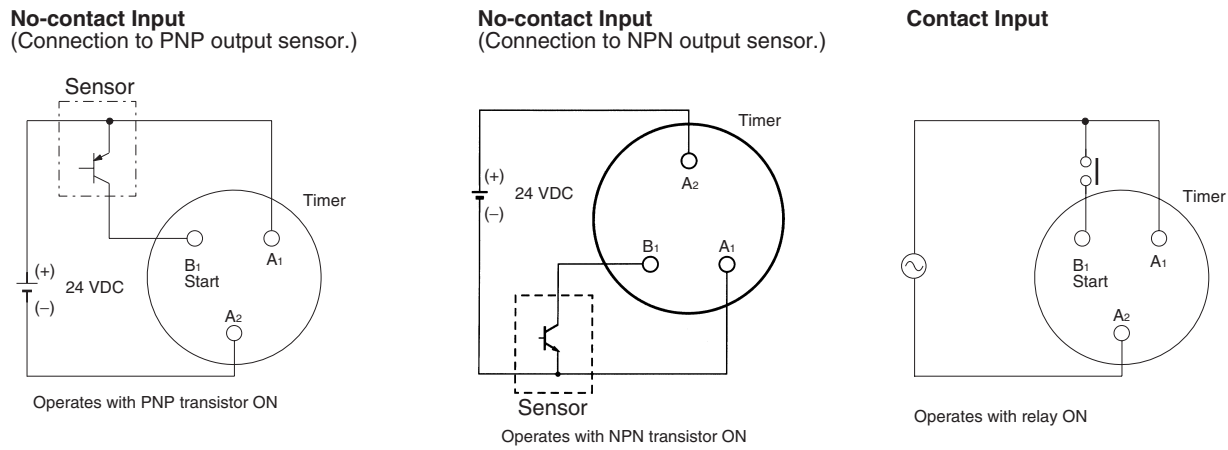 No-contact Input
(Connection to PNP output sensor.)
Sensor
Timer
B1
Start
A1
(+)
24 VDC
(–)
A2
Operates with PNP transistor ON
No-contact Input
(Connection to NPN output sensor.)
Timer
(+)
24 VDC
(–)
A2
B1
A1
Sensor
Operates with NPN transistor ON
Contact Input
Timer
B1
Start
A1
A2
Operates with relay ON